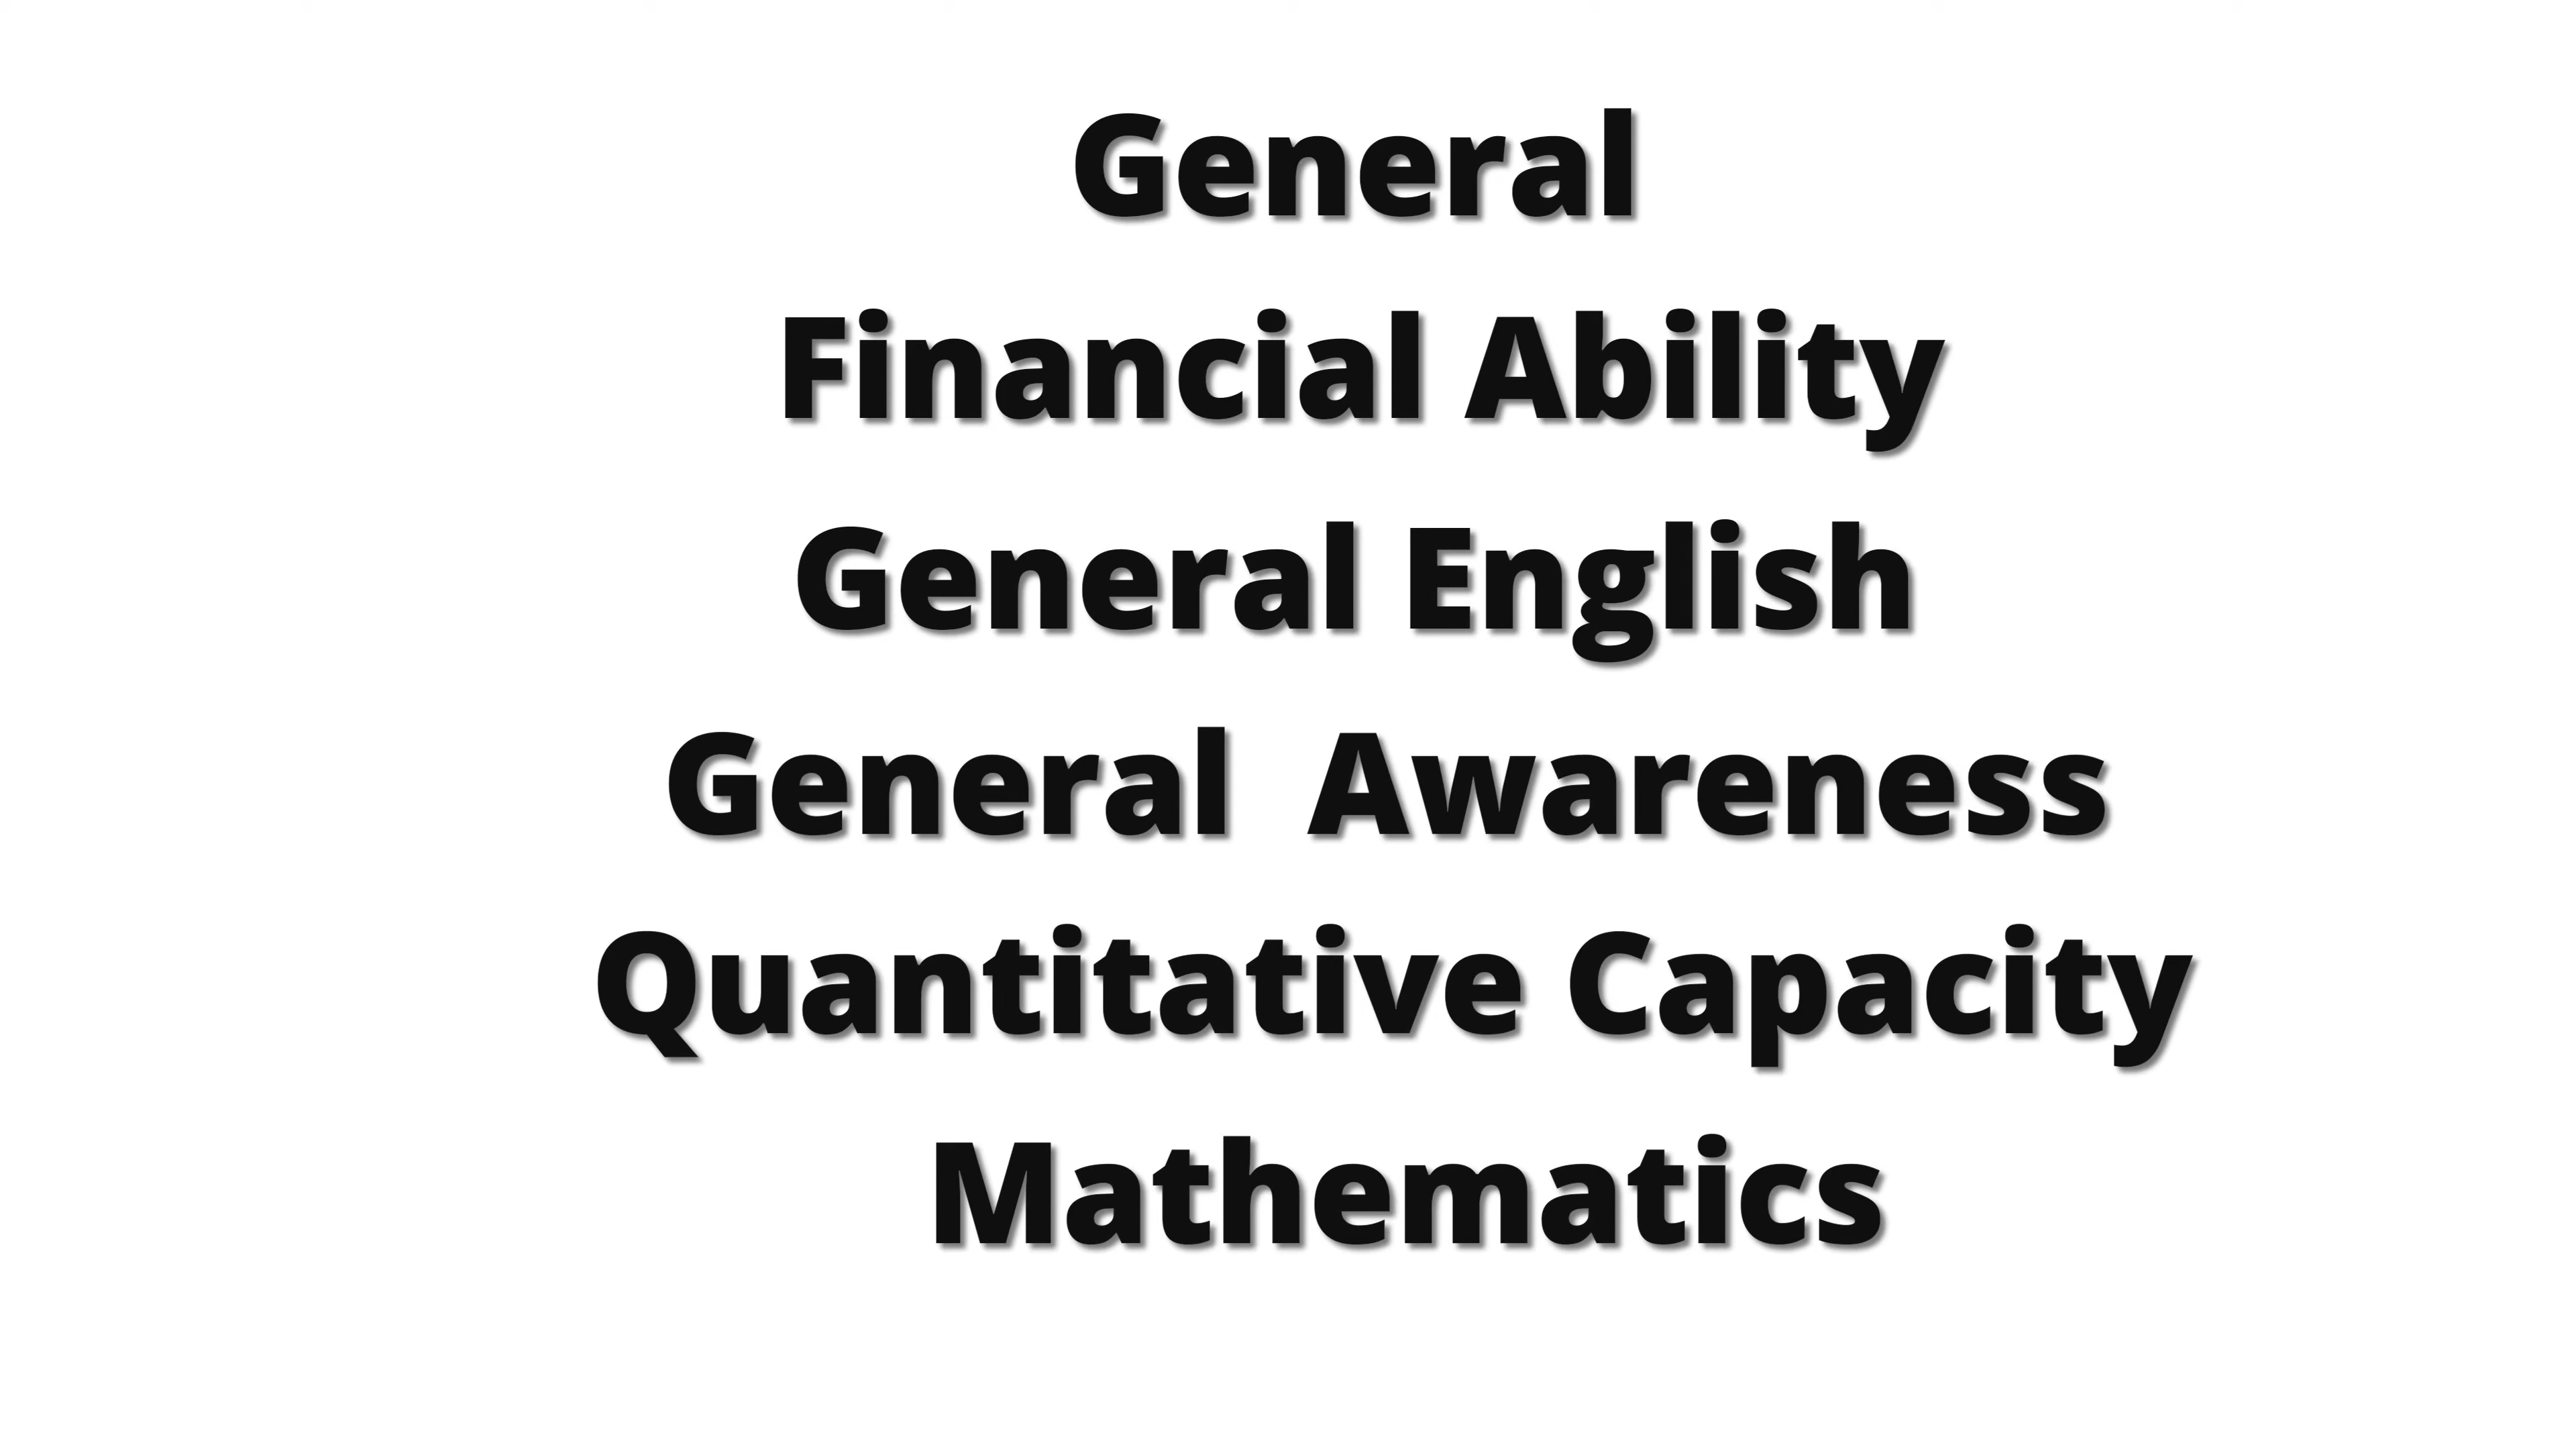 General
Financial Ability
General English
General  Awareness
Quantitative Capacity
Mathematics